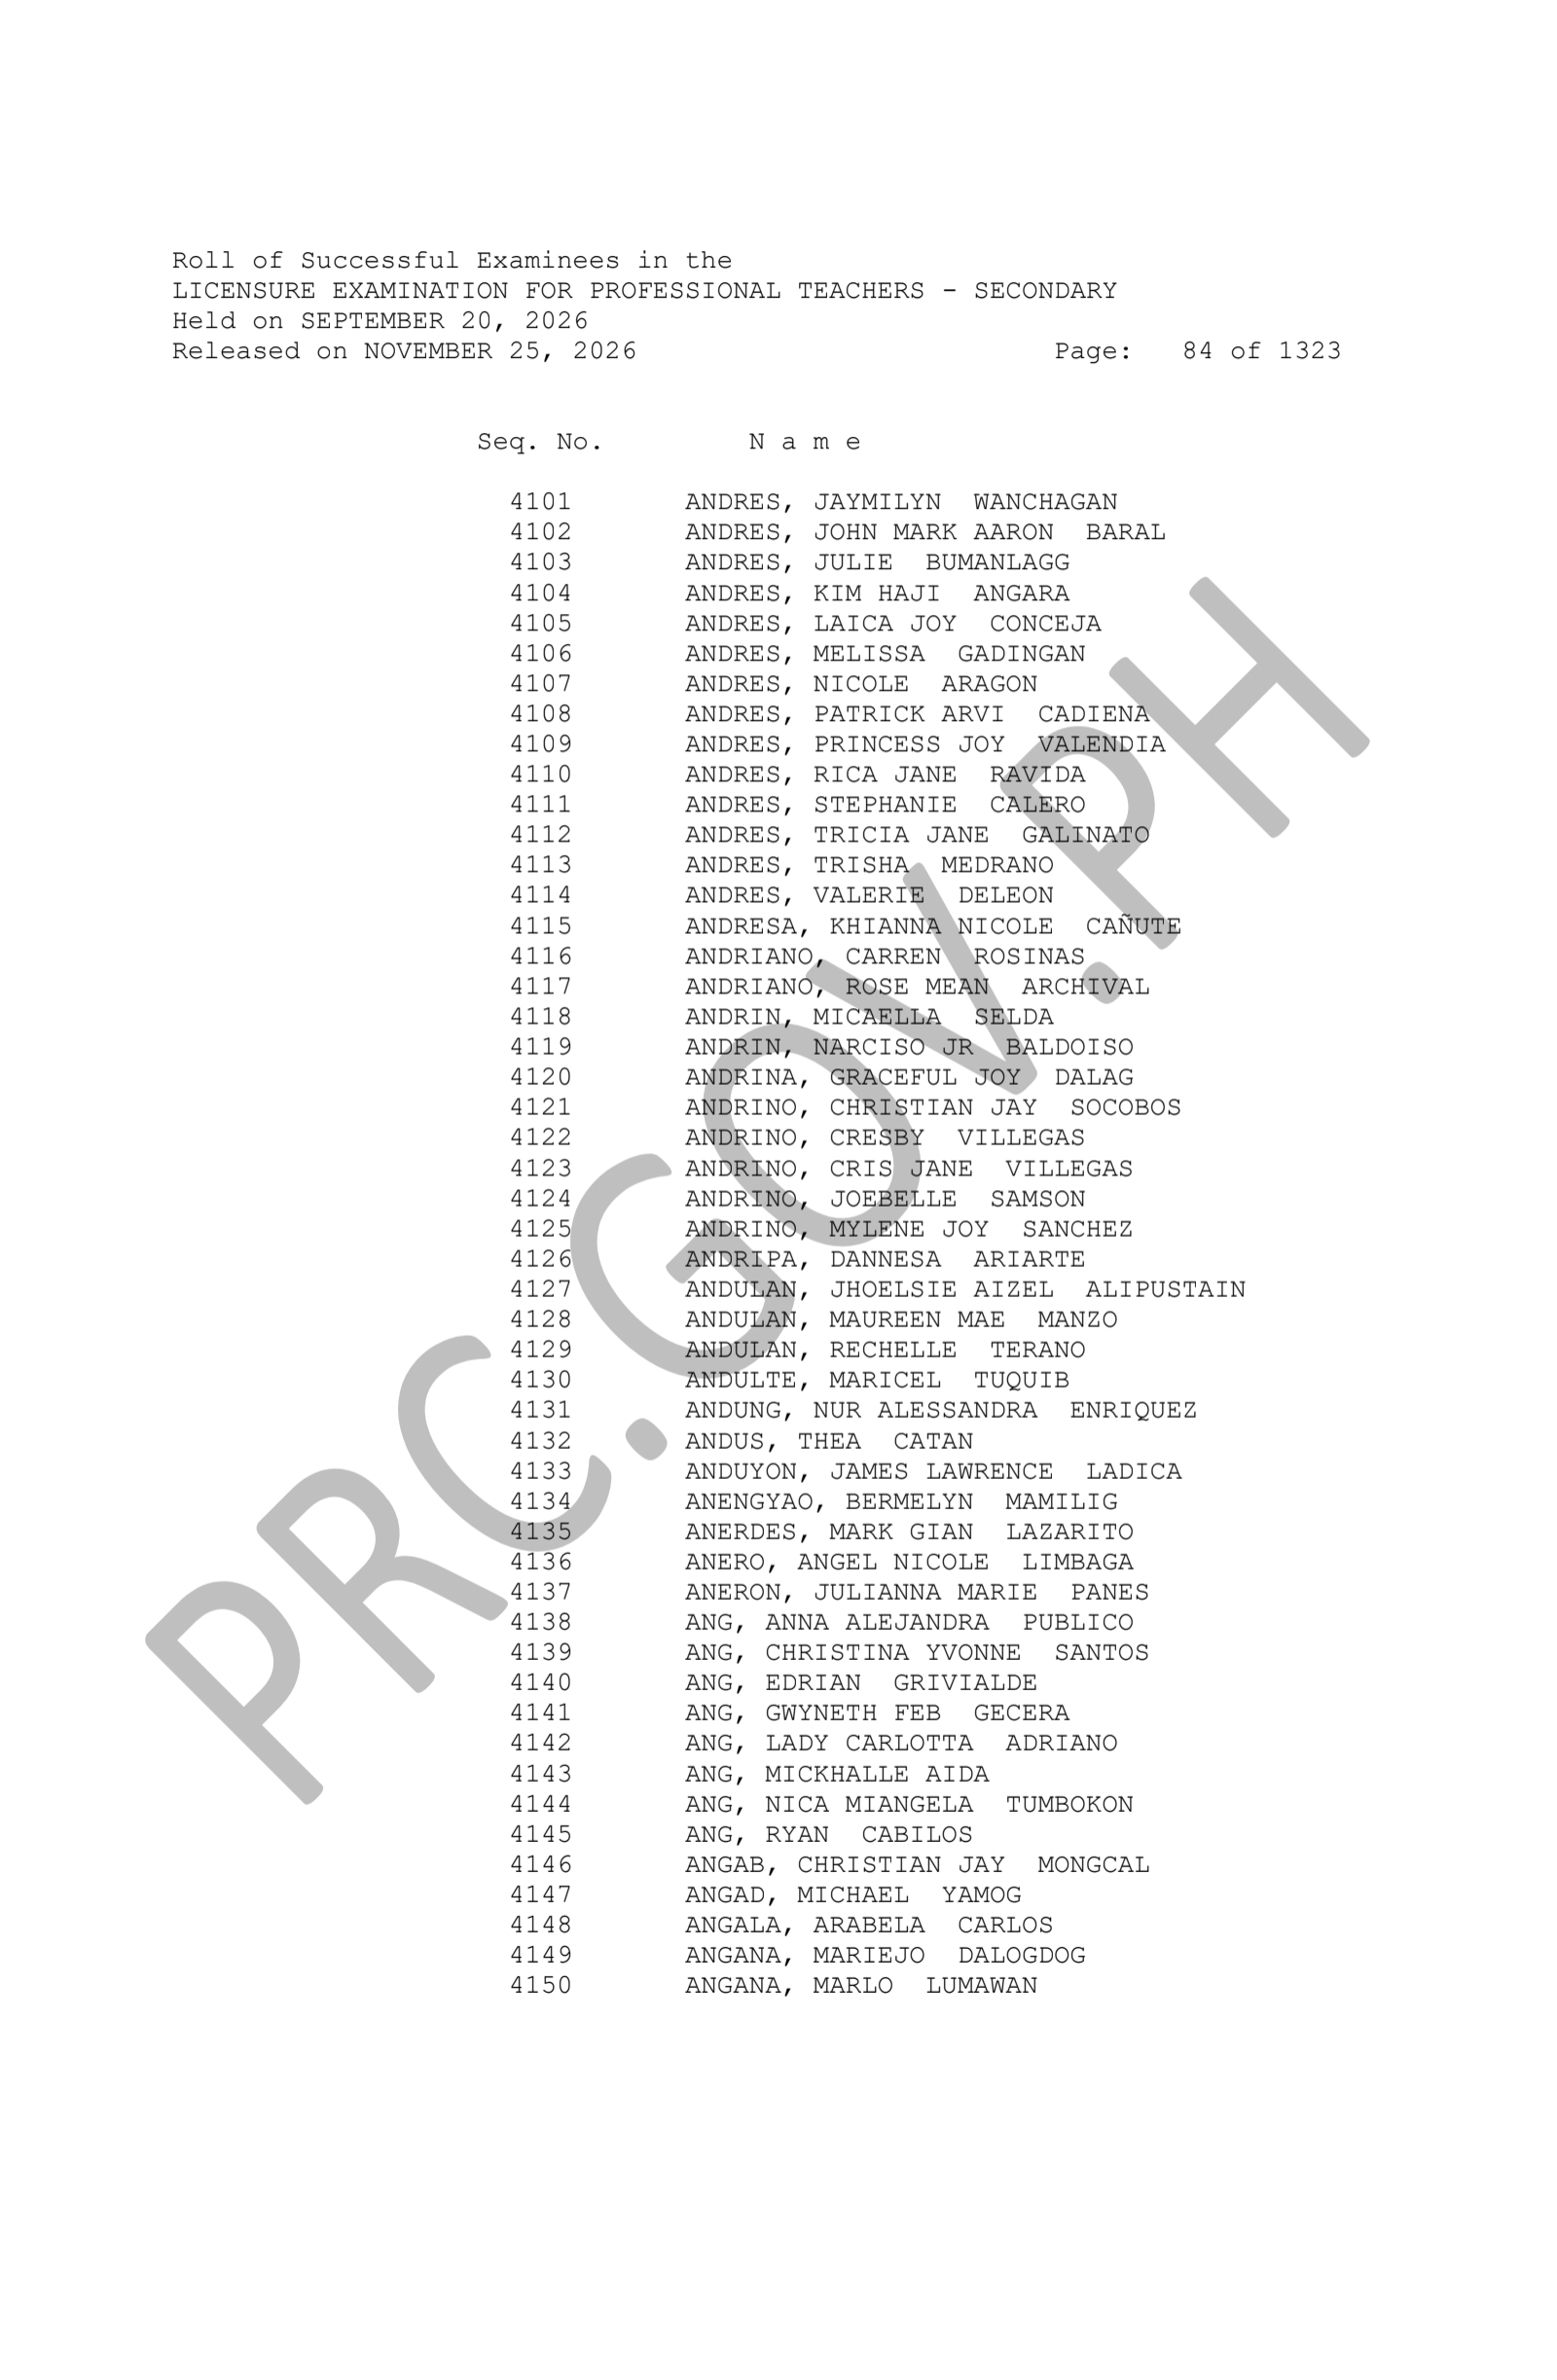 Roll of Successful Examinees in the
LICENSURE EXAMINATION FOR PROFESSIONAL TEACHERS - SECONDARY
Held on SEPTEMBER 20, 2026
Released on NOVEMBER 25, 2026 Page: 84 of 1323
Seq. No. N a m e
4101 ANDRES, JAYMILYN WANCHAGAN
4102 ANDRES, JOHN MARK AARON BARAL
4103 ANDRES, JULIE BUMANLAGG
4104 ANDRES, KIM HAJI ANGARA
4105 ANDRES, LAICA JOY CONCEJA
4106 ANDRES, MELISSA GADINGAN
4107 ANDRES, NICOLE ARAGON
4108 ANDRES, PATRICK ARVI CADIENA
4109 ANDRES, PRINCESS JOY VALENDIA
4110 ANDRES, RICA JANE RAVIDA
4111 ANDRES, STEPHANIE CALERO
4112 ANDRES, TRICIA JANE GALINATO
4113 ANDRES, TRISHA MEDRANO
4114 ANDRES, VALERIE DELEON
4115 ANDRESA, KHIANNA NICOLE CAÑUTE
4116 ANDRIANO, CARREN ROSINAS
4117 ANDRIANO, ROSE MEAN ARCHIVAL
4118 ANDRIN, MICAELLA SELDA
4119 ANDRIN, NARCISO JR BALDOISO
4120 ANDRINA, GRACEFUL JOY DALAG
4121 ANDRINO, CHRISTIAN JAY SOCOBOS
4122 ANDRINO, CRESBY VILLEGAS
4123 ANDRINO, CRIS JANE VILLEGAS
4124 ANDRINO, JOEBELLE SAMSON
4125 ANDRINO, MYLENE JOY SANCHEZ
4126 ANDRIPA, DANNESA ARIARTE
4127 ANDULAN, JHOELSIE AIZEL ALIPUSTAIN
4128 ANDULAN, MAUREEN MAE MANZO
4129 ANDULAN, RECHELLE TERANO
4130 ANDULTE, MARICEL TUQUIB
4131 ANDUNG, NUR ALESSANDRA ENRIQUEZ
4132 ANDUS, THEA CATAN
4133 ANDUYON, JAMES LAWRENCE LADICA
4134 ANENGYAO, BERMELYN MAMILIG
4135 ANERDES, MARK GIAN LAZARITO
4136 ANERO, ANGEL NICOLE LIMBAGA
4137 ANERON, JULIANNA MARIE PANES
4138 ANG, ANNA ALEJANDRA PUBLICO
4139 ANG, CHRISTINA YVONNE SANTOS
4140 ANG, EDRIAN GRIVIALDE
4141 ANG, GWYNETH FEB GECERA
4142 ANG, LADY CARLOTTA ADRIANO
4143 ANG, MICKHALLE AIDA
4144 ANG, NICA MIANGELA TUMBOKON
4145 ANG, RYAN CABILOS
4146 ANGAB, CHRISTIAN JAY MONGCAL
4147 ANGAD, MICHAEL YAMOG
4148 ANGALA, ARABELA CARLOS
4149 ANGANA, MARIEJO DALOGDOG
4150 ANGANA, MARLO LUMAWAN
PRC.GOV.PH